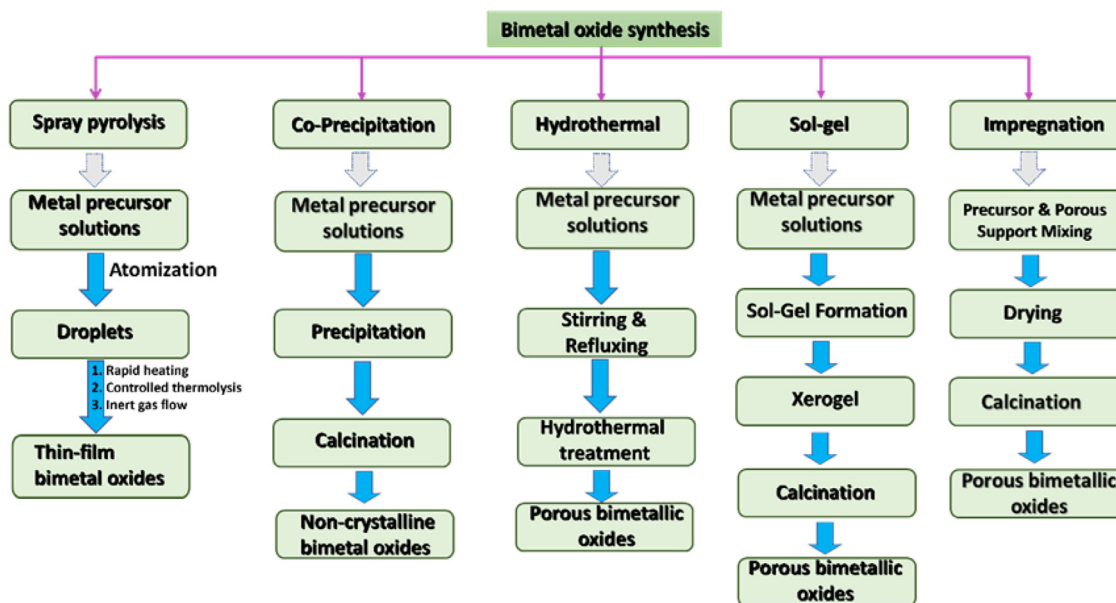 Bimetal oxide synthesis
Spray pyrolysis
Metal precursor
solutions
Atomization
Droplets
1. Rapid heating
2. Controlled thermolysis
3. Inert gas flow
Thin-film
bimetal oxides
Co-Precipitation
Metal precursor
solutions
Precipitation
Calcination
Non-crystalline
bimetal oxides
Hydrothermal
Metal precursor
solutions
Stirring &
Refluxing
Hydrothermal
treatment
Porous bimetallic
oxides
Sol-gel
Metal precursor
solutions
Sol-Gel Formation
Xerogel
Calcination
Porous bimetallic
oxides
Impregnation
Precursor & Porous
Support Mixing
Drying
Calcination
Porous bimetallic
oxides